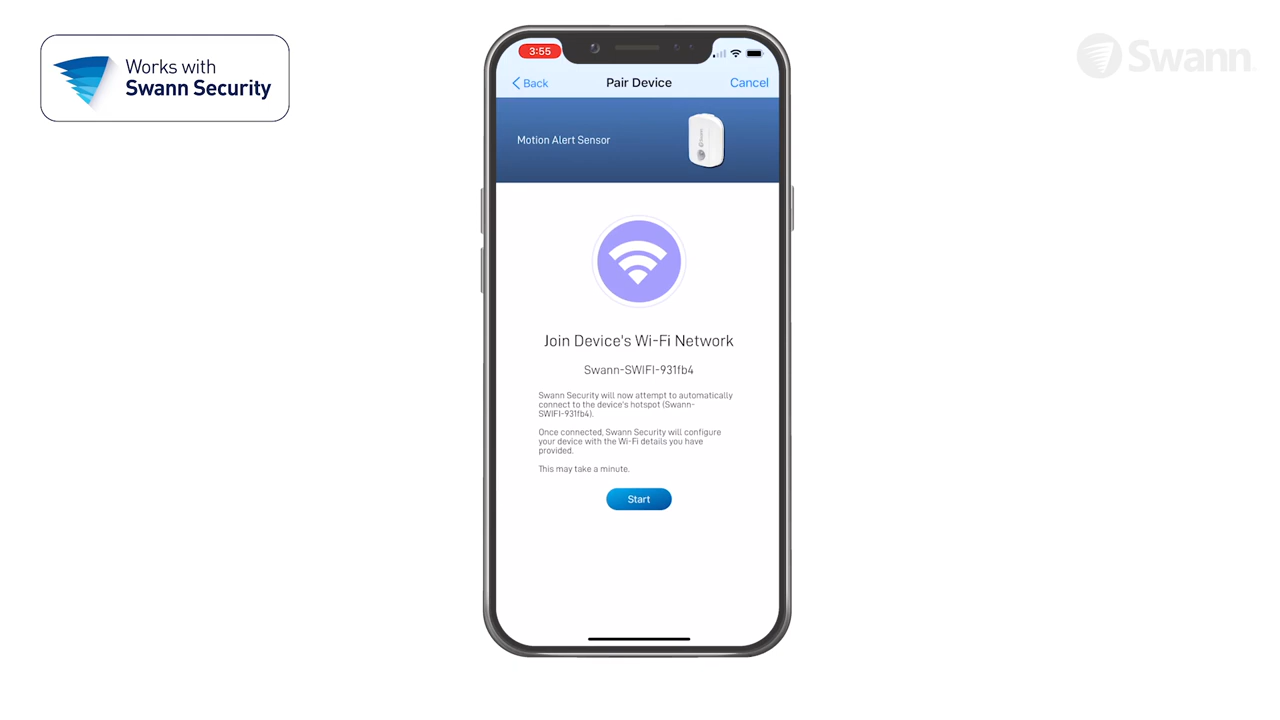 Works with
Swann Security
Swann
3:55
Back
Pair Device
Cancel
Motion Alert Sensor
Join Device's Wi-Fi Network
Swann-SWIFI-931fb4
Swann Security will now attempt to automatically
connect to the device's hotspot (Swann-
SWIFI-931fb4).
Once connected, Swann Security will configure
your device with the Wi-Fi details you have
provided.
This may take a minute.
Start